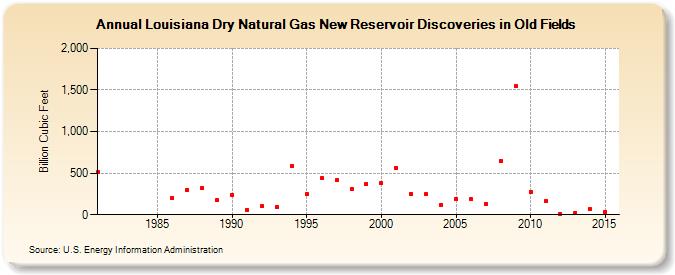 Annual Louisiana Dry Natural Gas New Reservoir Discoveries in Old Fields
Billion Cubic Feet
2,000
1,500
1,000
500
0
1985 1990 1995 2000 2005 2010 2015
Source: U.S. Energy Information Administration